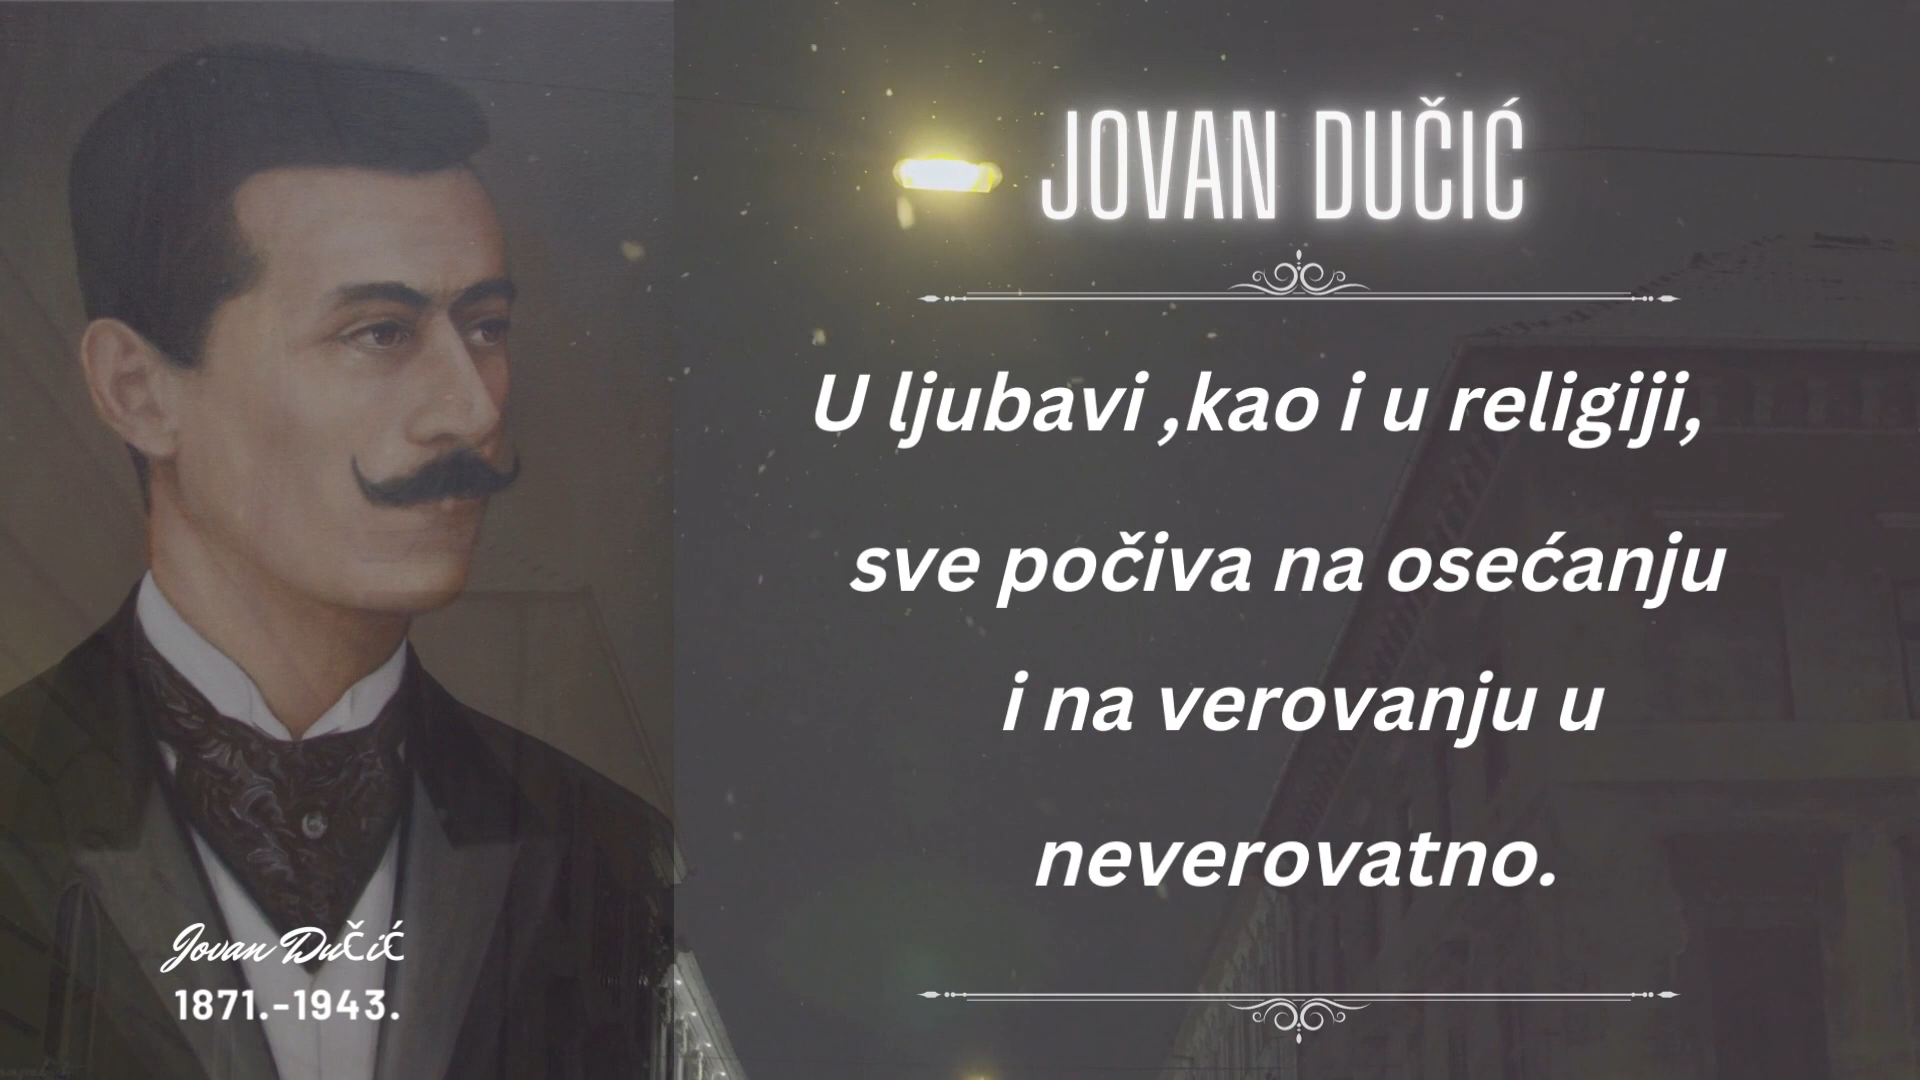 JOVAN DUČIĆ
U ljubavi ,kao i u religiji,
sve počiva na osećanju
i na verovanju u
neverovatno.
Jovan Dučić
1871.-1943.